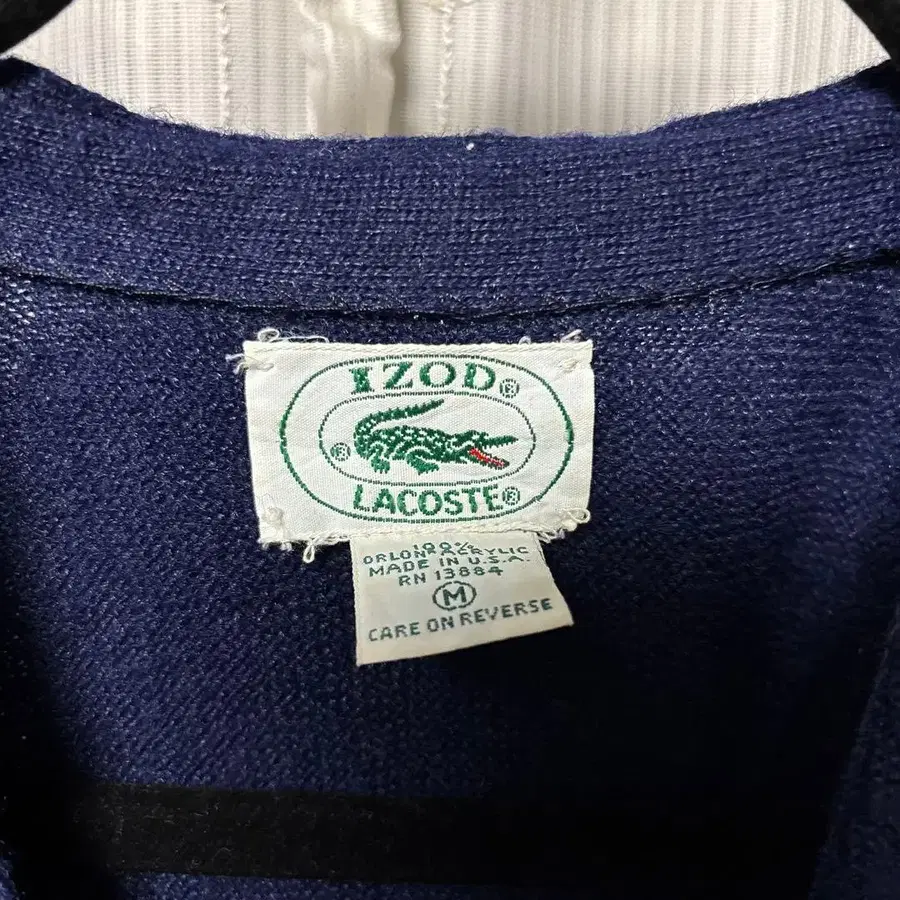 IZOD®
®
LACOSTE®
100%
ORLON® ACRYLIC
MADE IN U.S.A.
RN 13884
M
CARE ON REVERSE